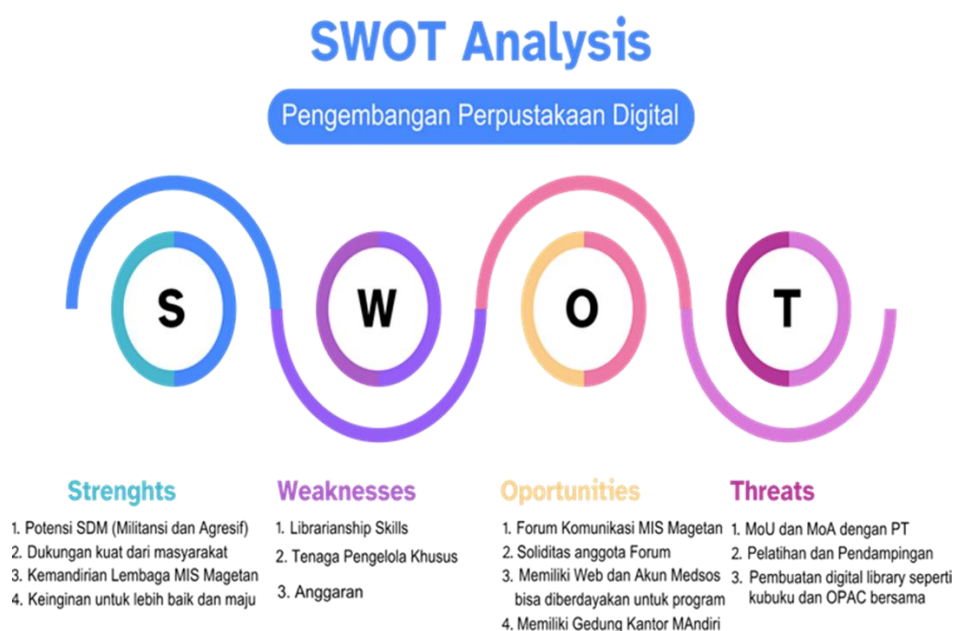 SWOT Analysis
Pengembangan Perpustakaan Digital
S
W
O
T
Strenghts
1. Potensi SDM (Militansi dan Agresif)
2. Dukungan kuat dari masyarakat
3. Kemandirian Lembaga MIS Magetan
4. Keinginan untuk lebih baik dan maju
Weaknesses
1. Librarianship Skills
2. Tenaga Pengelola Khusus
3. Anggaran
Oportunities
1. Forum Komunikasi MIS Magetan
2. Soliditas anggota Forum
3. Memiliki Web dan Akun Medsos
bisa diberdayakan untuk program
4. Memiliki Gedung Kantor MAndiri
Threats
1. MoU dan MoA dengan PT
2. Pelatihan dan Pendampingan
3. Pembuatan digital library seperti
kubuku dan OPAC bersama